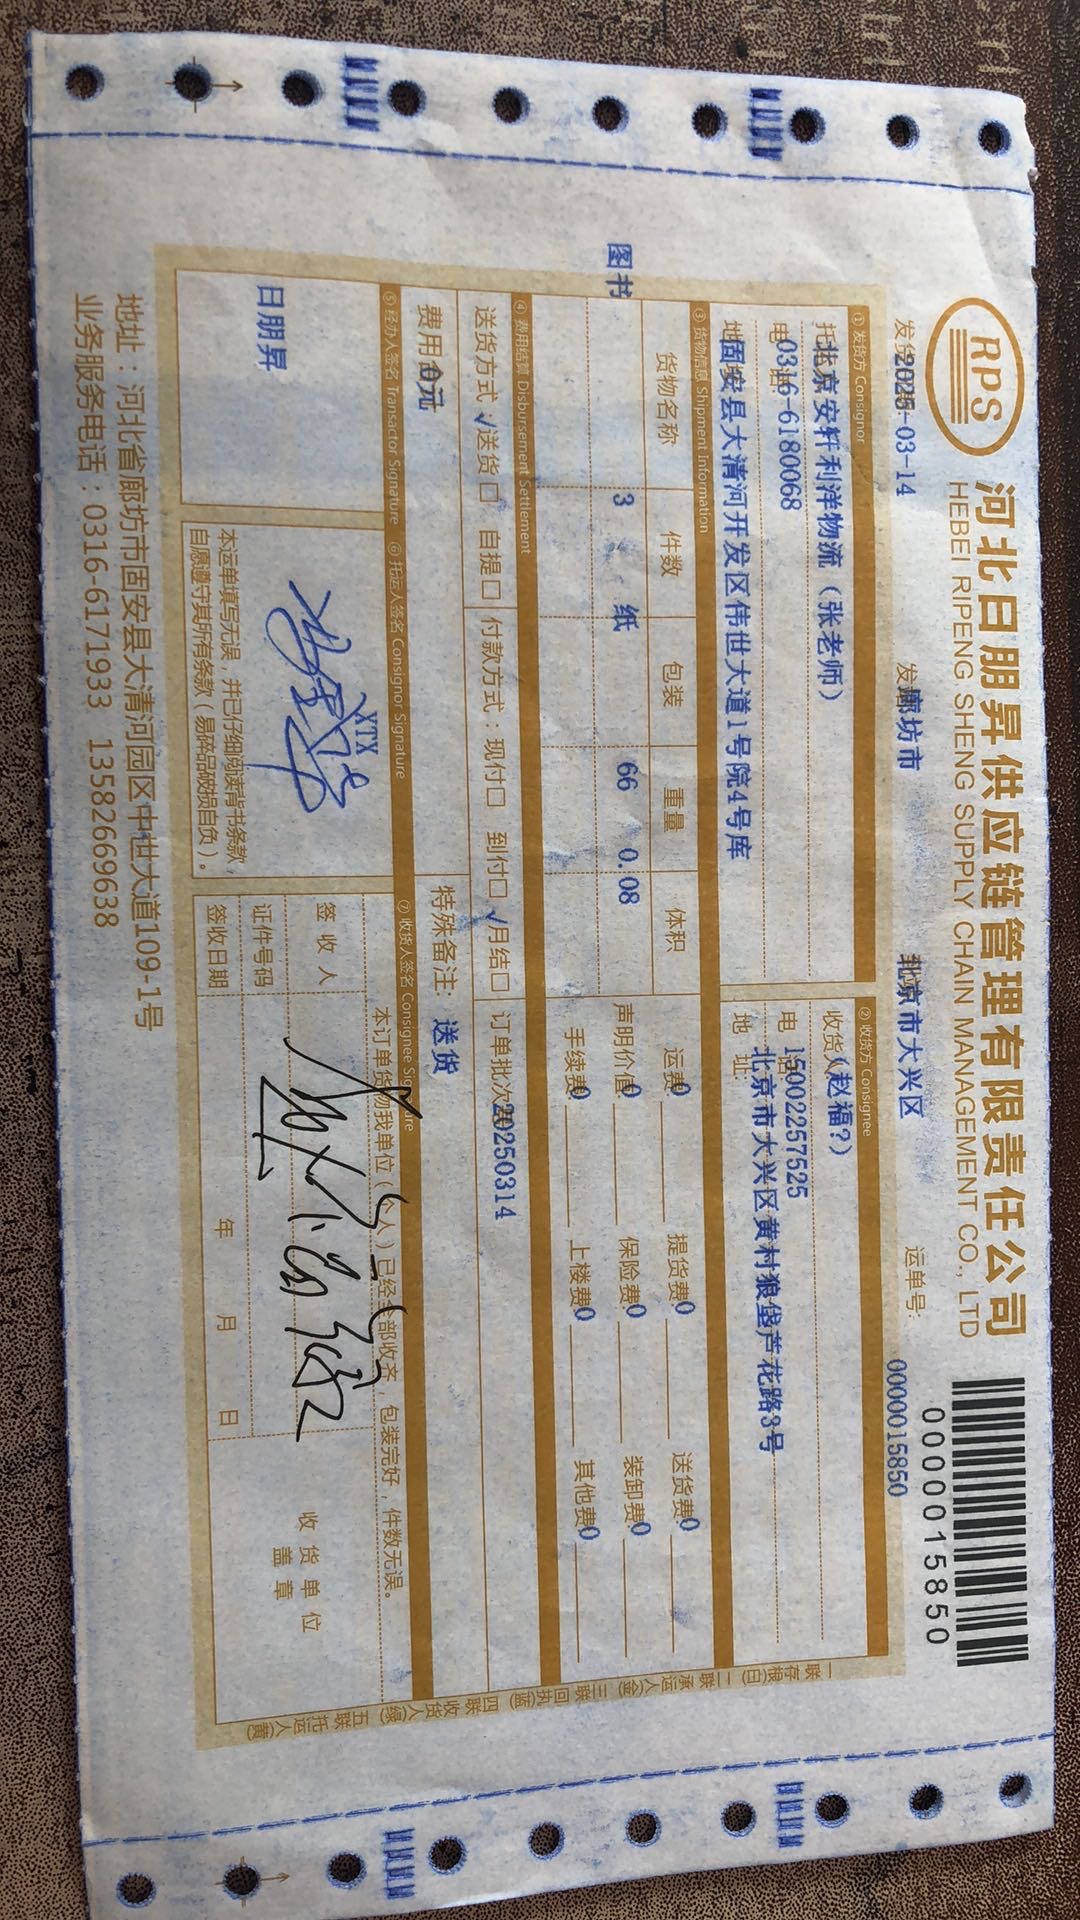 RPS
河北日朋昇供应链管理有限责任公司
HEBEI RIPENG SHENG SUPPLY CHAIN MANAGEMENT CO., LTD
0000015850
2025-03-14
廊坊市
北京市大兴区
运单号:
0000015850
① 发货方 Consignor
北京安轩利洋物流（张老师）
0316-6180068
固安县大清河开发区伟世大道1号院4号库
② 收货方 Consignee
收货人 (赵福?)
电 15002257525
地址: 北京市大兴区黄村狼垡芦花路3号
③ 货物信息 Shipment Information
货物名称 件数 包装 重量 体积
图书 3 纸 66 0.08
运费0 提货费0 送货费0
声明价值0 保险费0 装卸费0
手续费0 上楼费0 其他费0
④ 费用结算 Disbursement Settlement
送货方式:√送货□ 自提□ 付款方式:现付□ 到付□ √月结□ 订单批次 20250314
费用 0元
特殊备注: 送货
⑤ 经办人签名 Transactor Signature
⑥ 托运人签名 Consignor Signature
⑦ 收货人签名 Consignee Signature
日朋昇
XTX
本运单填写无误，并已仔细阅读背书条款
自愿遵守其所有条款（易碎品破损自负）。
本订单货物我单位（个人）已经全部收齐，包装完好，件数无误。
签收人
证件号码
签收日期
年 月 日
收货单位
盖章
一联存根(白) 二联承运人(金) 三联回执(蓝) 四联收货人(绿) 五联托运人(黄)
地址：河北省廊坊市固安县大清河园区中世大道109-1号
业务服务电话：0316-6171933 13582669638